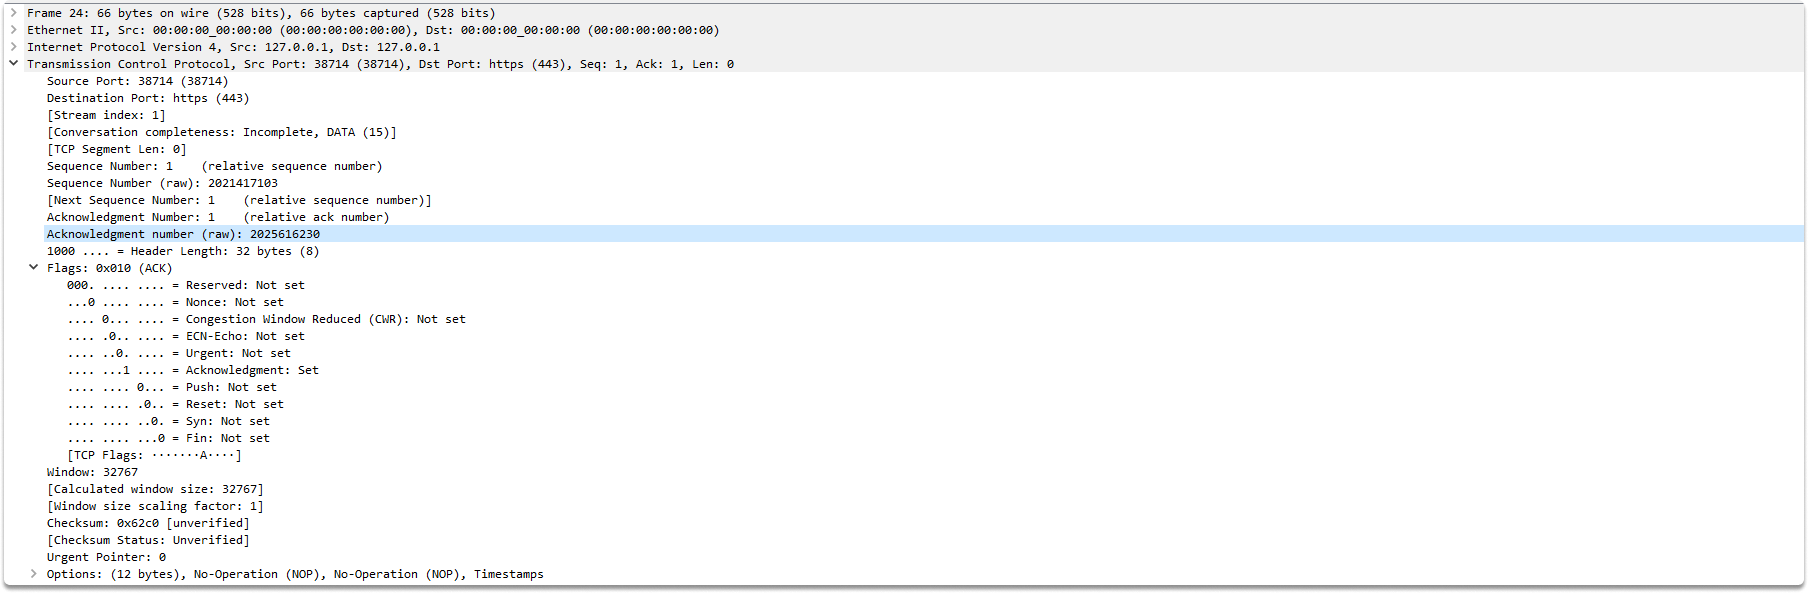 Frame 24: 66 bytes on wire (528 bits), 66 bytes captured (528 bits)
Ethernet II, Src: 00:00:00_00:00:00 (00:00:00:00:00:00), Dst: 00:00:00_00:00:00 (00:00:00:00:00:00)
Internet Protocol Version 4, Src: 127.0.0.1, Dst: 127.0.0.1
Transmission Control Protocol, Src Port: 38714 (38714), Dst Port: https (443), Seq: 1, Ack: 1, Len: 0
Source Port: 38714 (38714)
Destination Port: https (443)
[Stream index: 1]
[Conversation completeness: Incomplete, DATA (15)]
[TCP Segment Len: 0]
Sequence Number: 1    (relative sequence number)
Sequence Number (raw): 2021417103
[Next Sequence Number: 1    (relative sequence number)]
Acknowledgment Number: 1    (relative ack number)
Acknowledgment number (raw): 2025616230
1000 .... = Header Length: 32 bytes (8)
Flags: 0x010 (ACK)
000. .... .... = Reserved: Not set
...0 .... .... = Nonce: Not set
.... 0... .... = Congestion Window Reduced (CWR): Not set
.... .0.. .... = ECN-Echo: Not set
.... ..0. .... = Urgent: Not set
.... ...1 .... = Acknowledgment: Set
.... .... 0... = Push: Not set
.... .... .0.. = Reset: Not set
.... .... ..0. = Syn: Not set
.... .... ...0 = Fin: Not set
[TCP Flags: ·······A····]
Window: 32767
[Calculated window size: 32767]
[Window size scaling factor: 1]
Checksum: 0x62c0 [unverified]
[Checksum Status: Unverified]
Urgent Pointer: 0
Options: (12 bytes), No-Operation (NOP), No-Operation (NOP), Timestamps